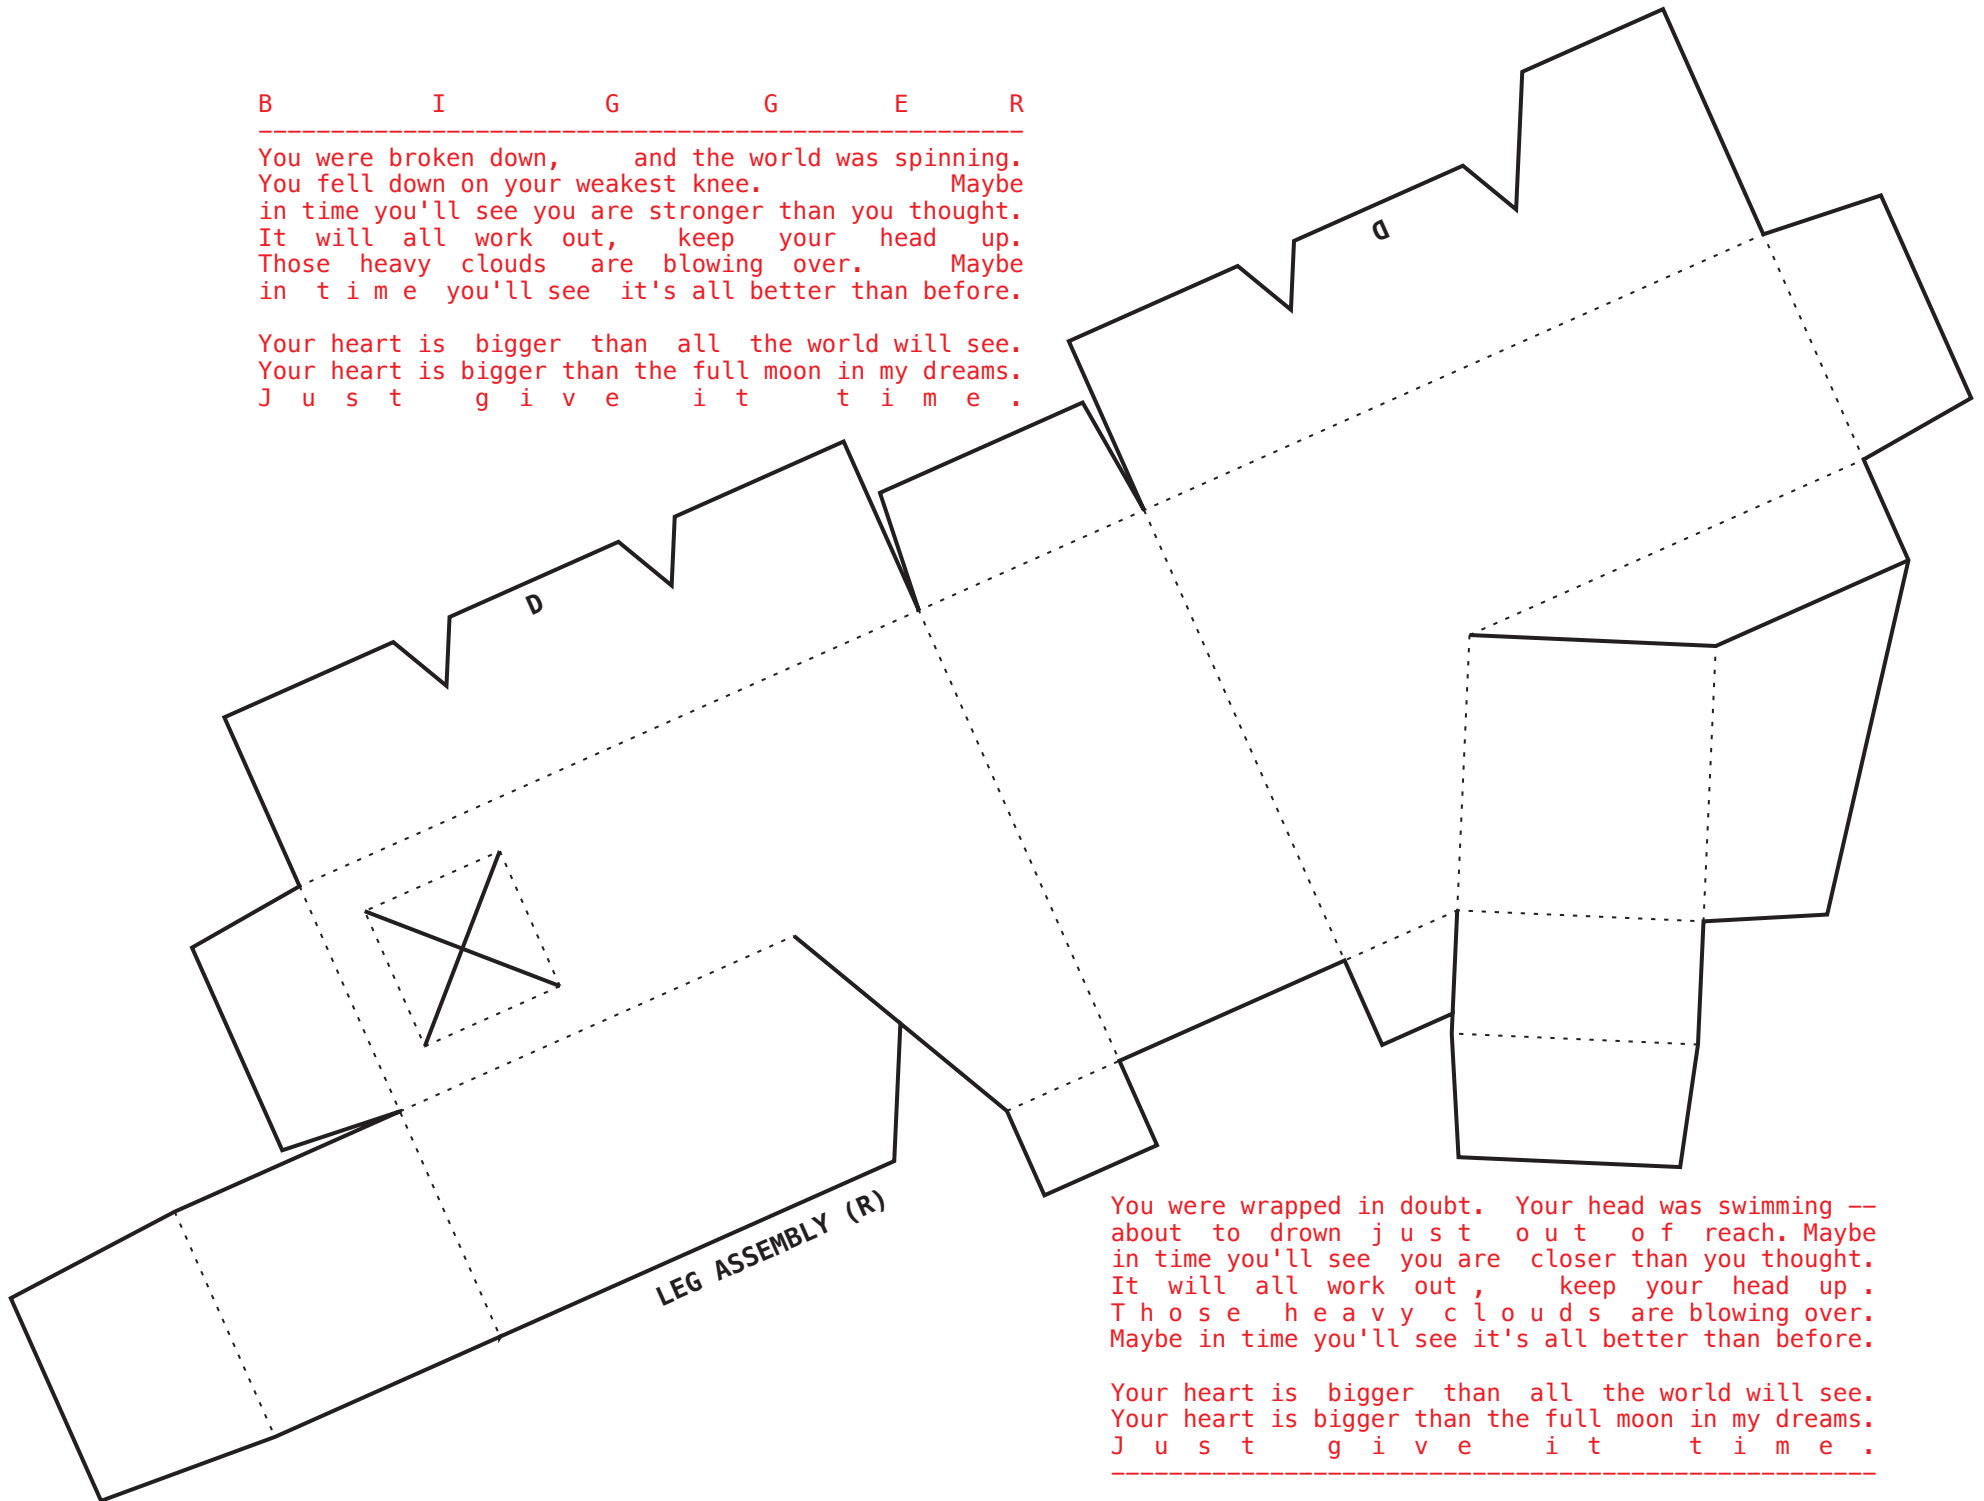 B           I           G          G        E       R
You were broken down,     and the world was spinning.
You fell down on your weakest knee.             Maybe
in time you'll see you are stronger than you thought.
It  will  all  work  out,    keep   your   head   up.
Those  heavy  clouds   are  blowing  over.      Maybe
in  t i m e  you'll see  it's all better than before.

Your heart is  bigger  than  all  the world will see.
Your heart is bigger than the full moon in my dreams.
J  u  s  t     g  i  v  e     i  t      t  i  m  e  .
D
D
LEG ASSEMBLY (R)
You were wrapped in doubt.  Your head was swimming --
about  to  drown  j u s t   o u t   o f  reach. Maybe
in time you'll see  you are  closer than you thought.
It  will  all  work  out ,     keep  your  head  up .
T h o s e   h e a v y  c l o u d s  are blowing over.
Maybe in time you'll see it's all better than before.

Your heart is  bigger  than  all  the world will see.
Your heart is bigger than the full moon in my dreams.
J  u  s  t     g  i  v  e     i  t      t  i  m  e  .